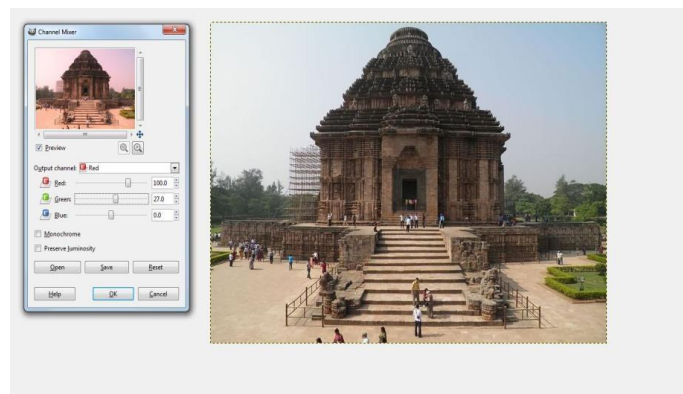 Channel Mixer
Preview
Output channel: Red
Red: 100.0
Green: 27.0
Blue: 0.0
Monochrome
Preserve luminosity
Open Save Reset
Help OK Cancel